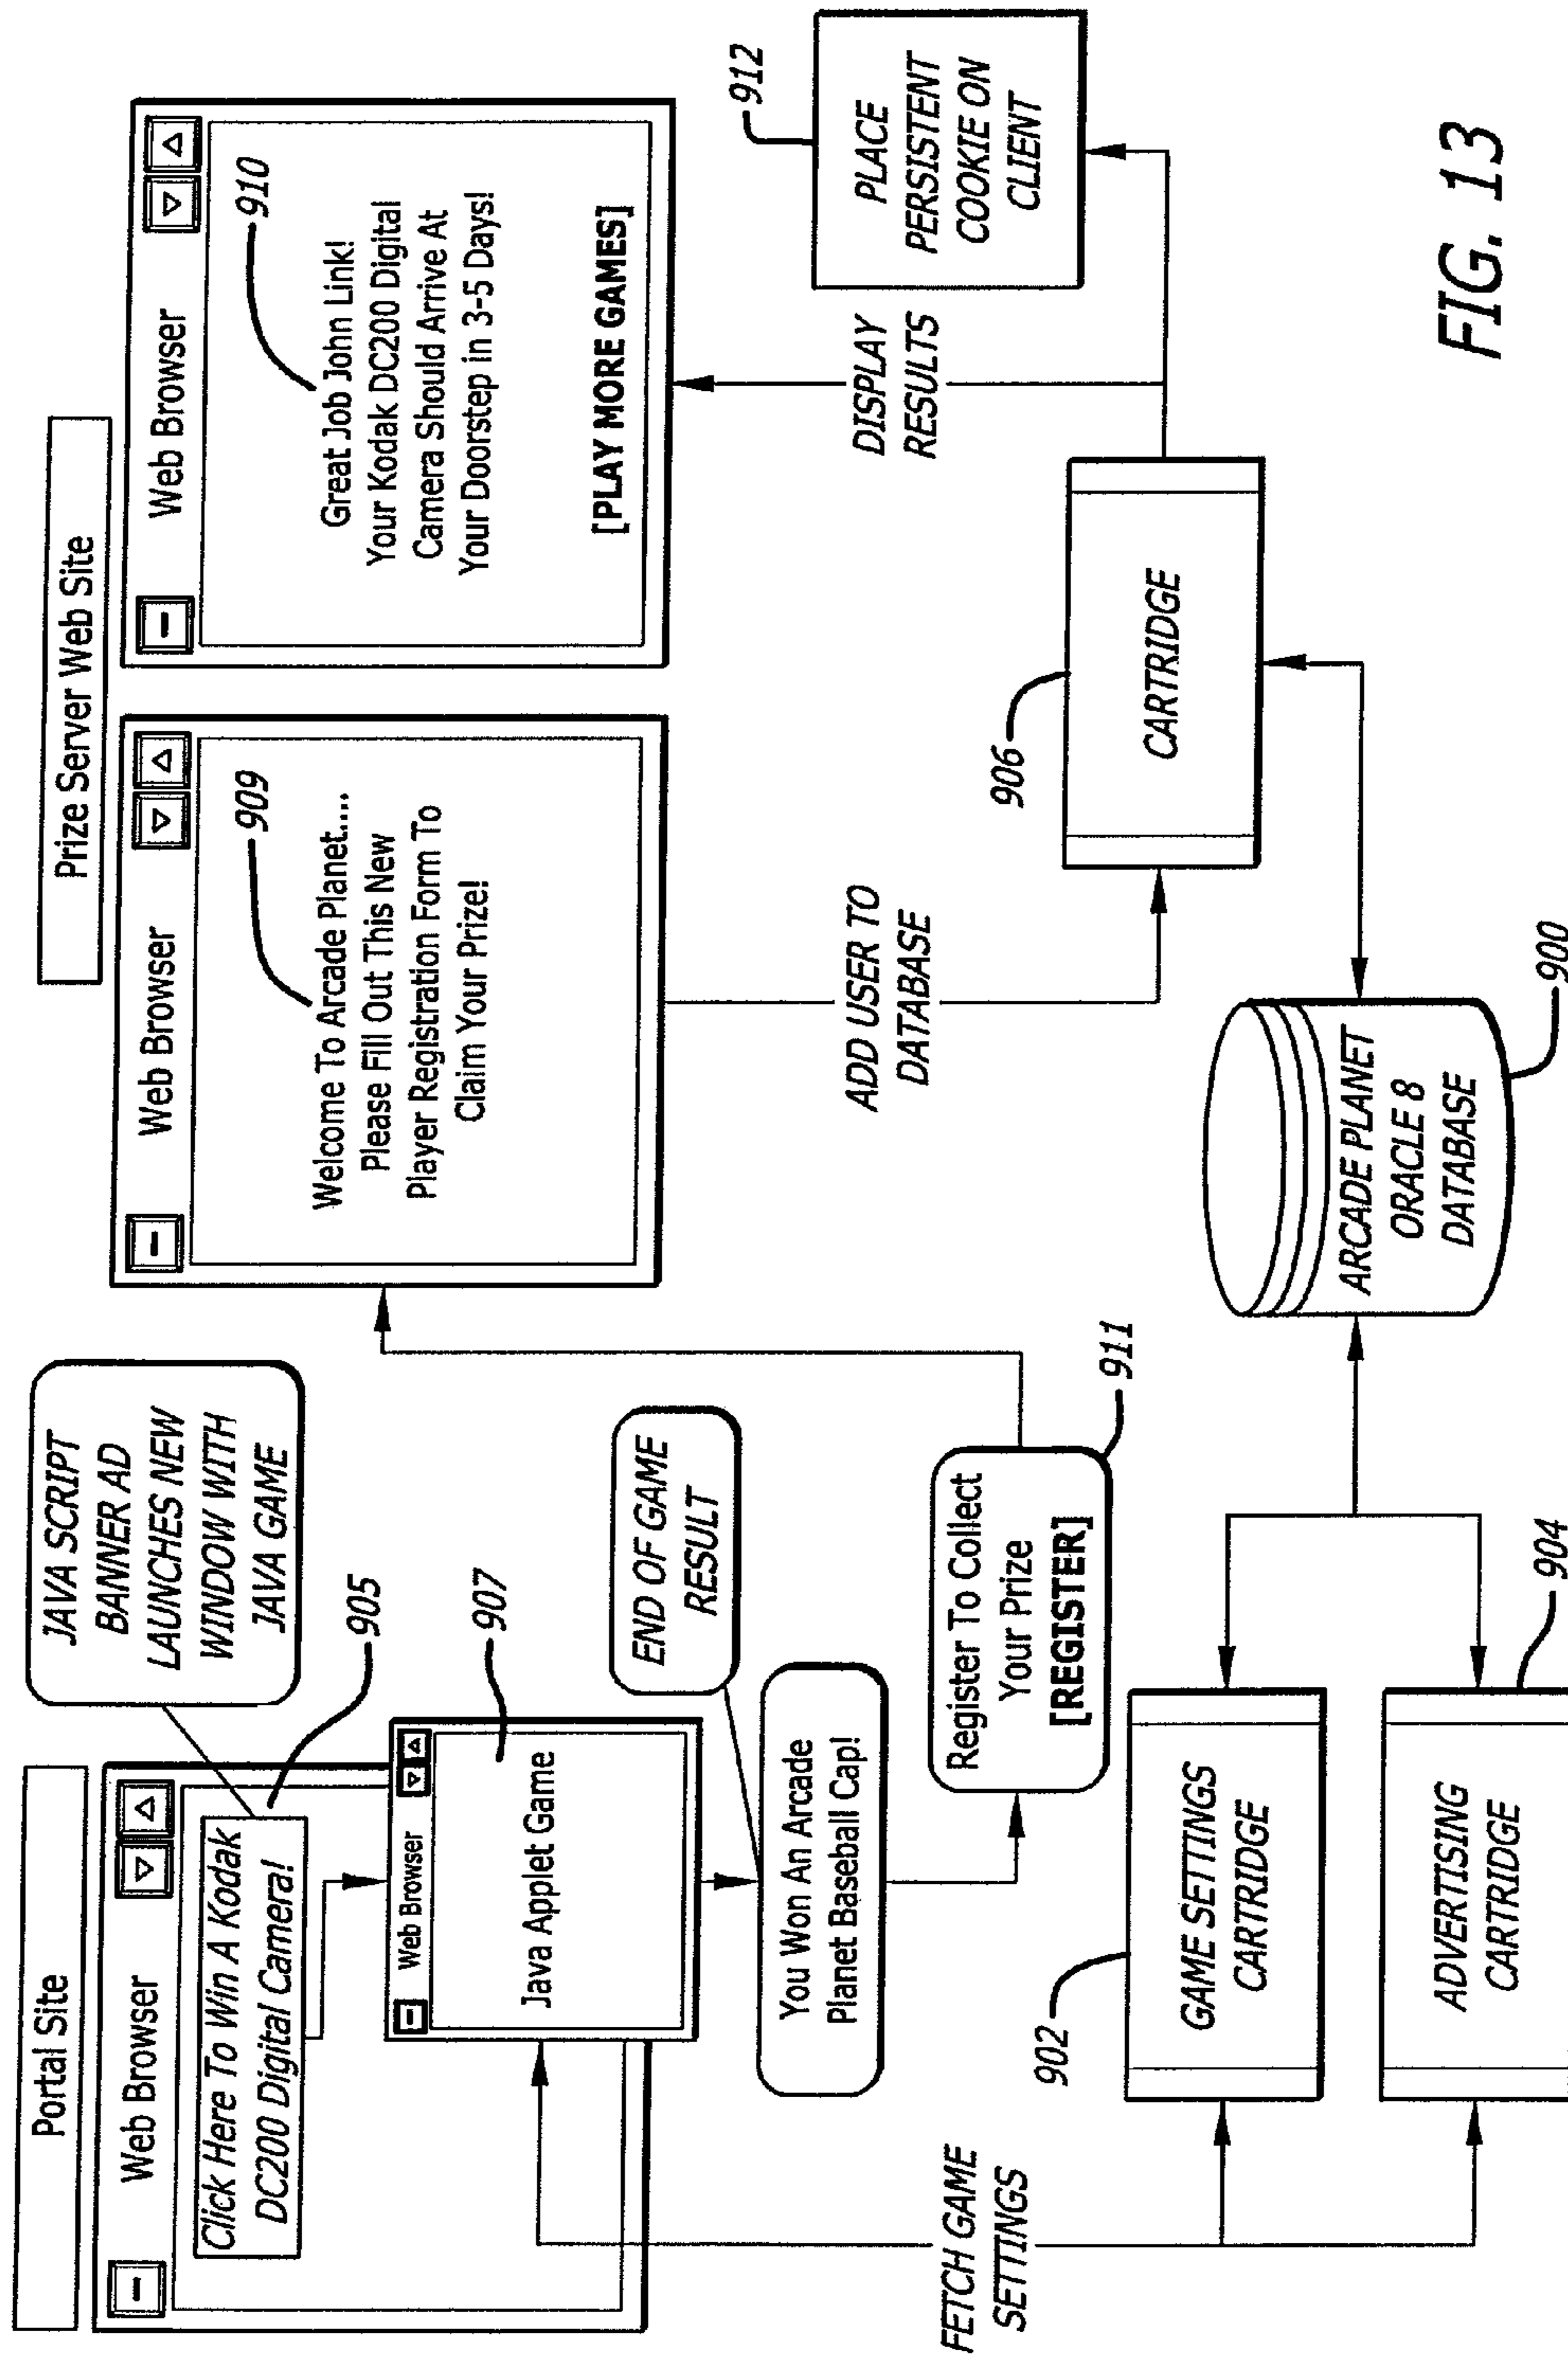 Portal Site
Web Browser
Click Here To Win A Kodak
DC200 Digital Camera!
905
JAVA SCRIPT
BANNER AD
LAUNCHES NEW
WINDOW WITH
JAVA GAME
Web Browser
Java Applet Game
907
END OF GAME
RESULT
You Won An Arcade
Planet Baseball Cap!
Register To Collect
Your Prize
[REGISTER]
911
FETCH GAME
SETTINGS
902
GAME SETTINGS
CARTRIDGE
ADVERTISING
CARTRIDGE
904
Prize Server Web Site
Web Browser
909
Welcome To Arcade Planet....
Please Fill Out This New
Player Registration Form To
Claim Your Prize!
Web Browser
910
Great Job John Link!
Your Kodak DC200 Digital
Camera Should Arrive At
Your Doorstep in 3-5 Days!
[PLAY MORE GAMES]
ADD USER TO
DATABASE
DISPLAY
RESULTS
912
PLACE
PERSISTENT
COOKIE ON
CLIENT
906
CARTRIDGE
ARCADE PLANET
ORACLE 8
DATABASE
900
FIG. 13